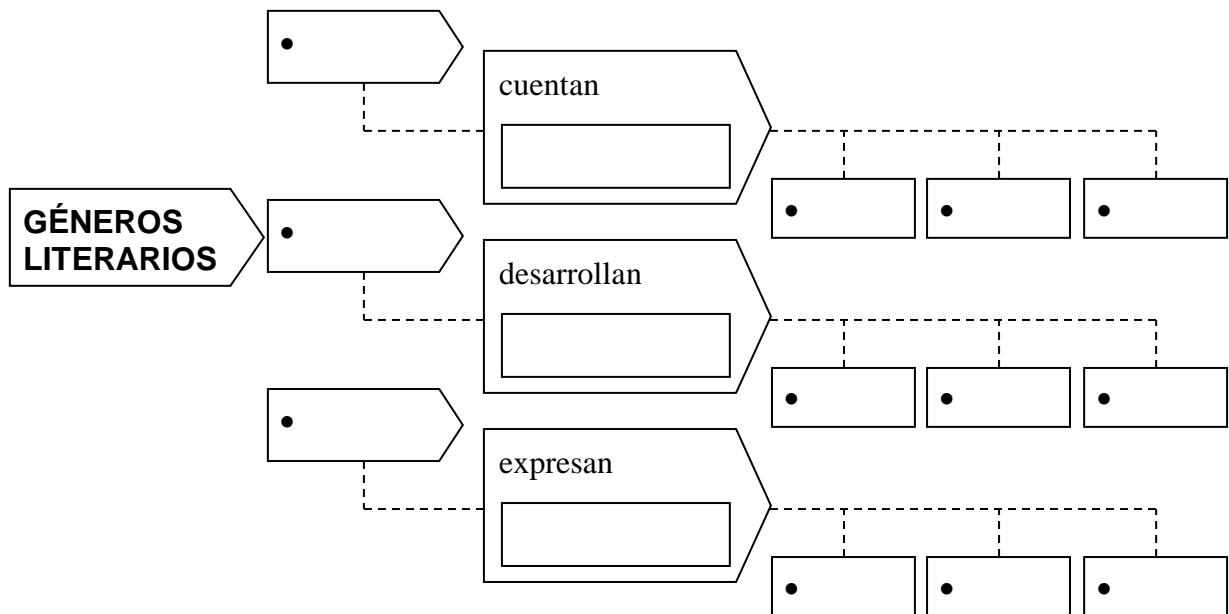 cuentan
GÉNEROS
LITERARIOS
desarrollan
expresan